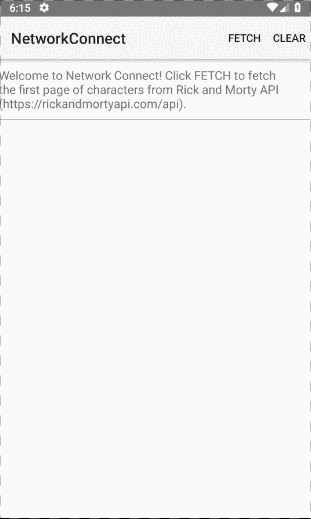 6:15
NetworkConnect FETCH CLEAR
Welcome to Network Connect! Click FETCH to fetch
the first page of characters from Rick and Morty API
(https://rickandmortyapi.com/api).